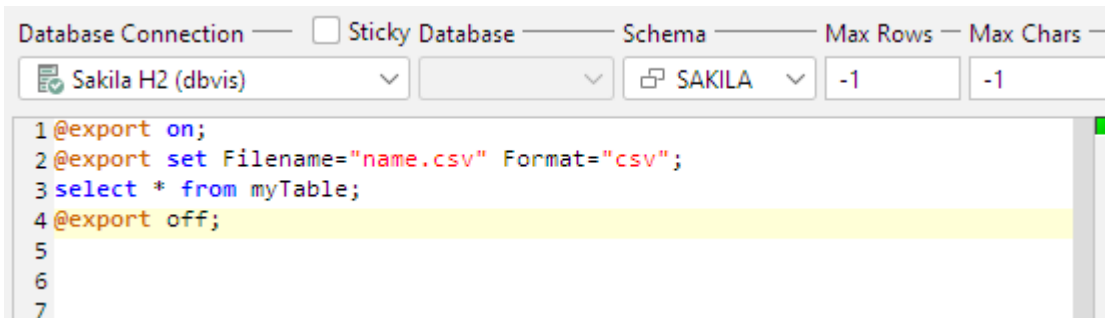 Database Connection Sticky Database Schema Max Rows Max Chars
Sakila H2 (dbvis) SAKILA -1 -1
1 @export on;
2 @export set Filename="name.csv" Format="csv";
3 select * from myTable;
4 @export off;
5
6
7